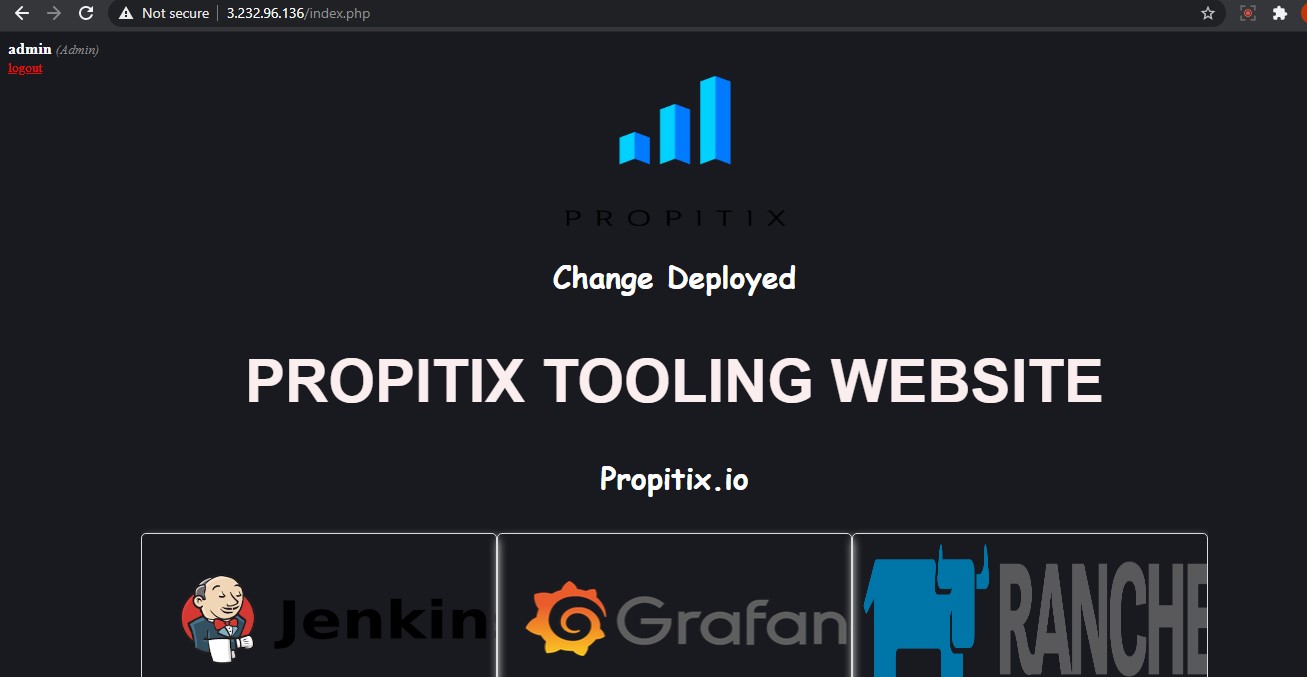 Not secure 3.232.96.136/index.php
admin (Admin)
logout
PROPITIX
Change Deployed
PROPITIX TOOLING WEBSITE
Propitix.io
Jenkin
Grafan
RANCHE